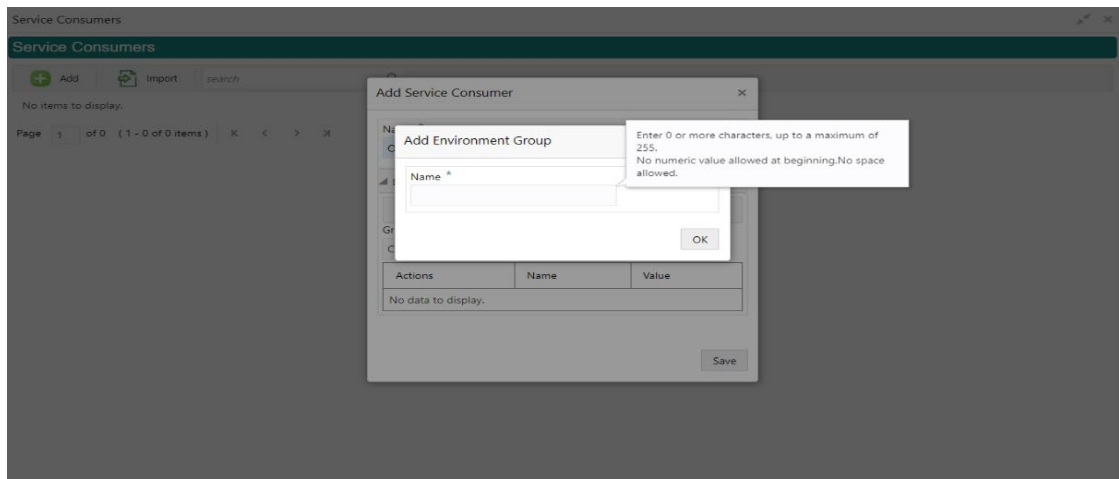 Service Consumers
Service Consumers
Add Import search
No items to display.
Page 1 of 0 (1 - 0 of 0 items)
Add Service Consumer
Add Environment Group
Name *
Enter 0 or more characters, up to a maximum of
255.
No numeric value allowed at beginning.No space
allowed.
OK
Actions Name Value
No data to display.
Save